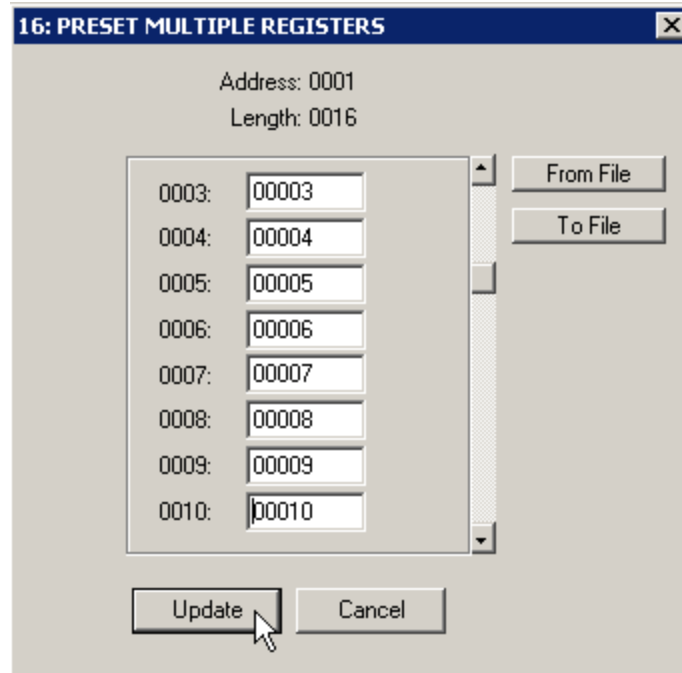 16: PRESET MULTIPLE REGISTERS
Address: 0001
Length: 0016
From File
To File
0003: 00003
0004: 00004
0005: 00005
0006: 00006
0007: 00007
0008: 00008
0009: 00009
0010: 00010
Update Cancel